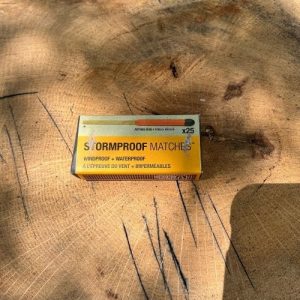 x25
STORMPROOF MATCHES
WINDPROOF + WATERPROOF
A L'ÉPREUVE DU VENT + IMPERMÉABLES